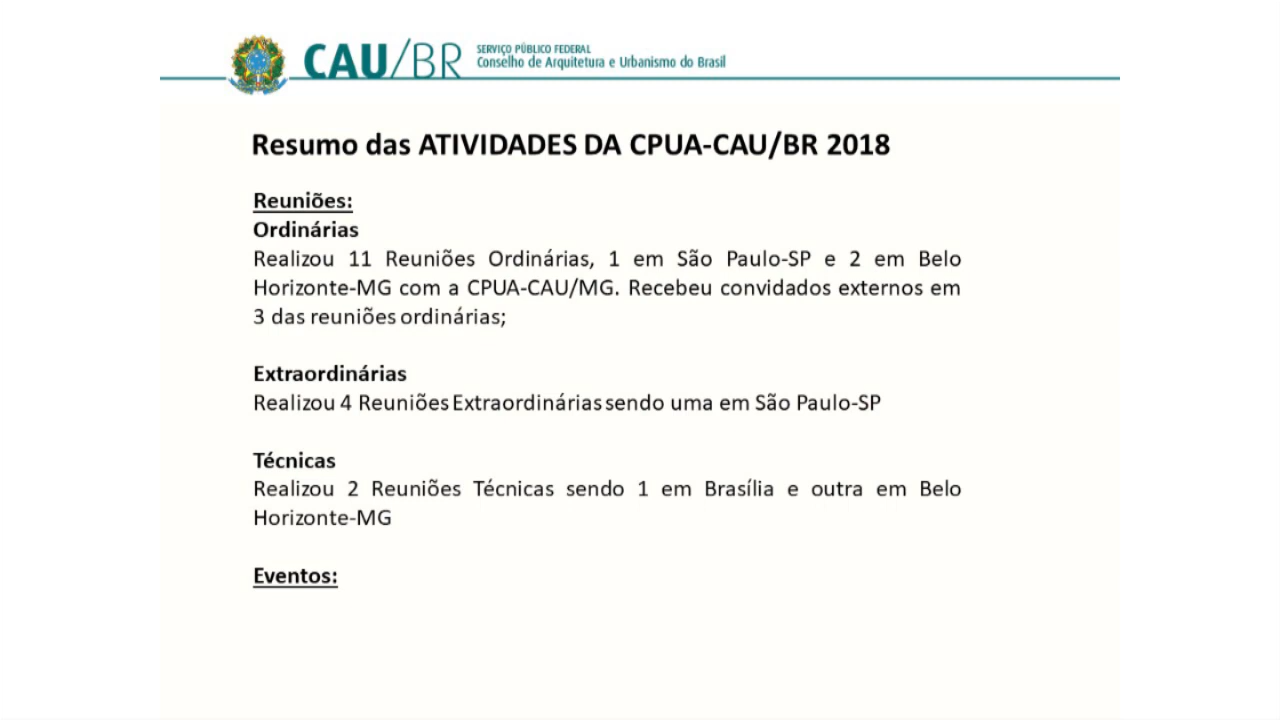 CAU/BR
SERVIÇO PÚBLICO FEDERAL
Conselho de Arquitetura e Urbanismo do Brasil
Resumo das ATIVIDADES DA CPUA-CAU/BR 2018
Reuniões:
Ordinárias
Realizou 11 Reuniões Ordinárias, 1 em São Paulo-SP e 2 em Belo
Horizonte-MG com a CPUA-CAU/MG. Recebeu convidados externos em
3 das reuniões ordinárias;
Extraordinárias
Realizou 4 Reuniões Extraordinárias sendo uma em São Paulo-SP
Técnicas
Realizou 2 Reuniões Técnicas sendo 1 em Brasília e outra em Belo
Horizonte-MG
Eventos: